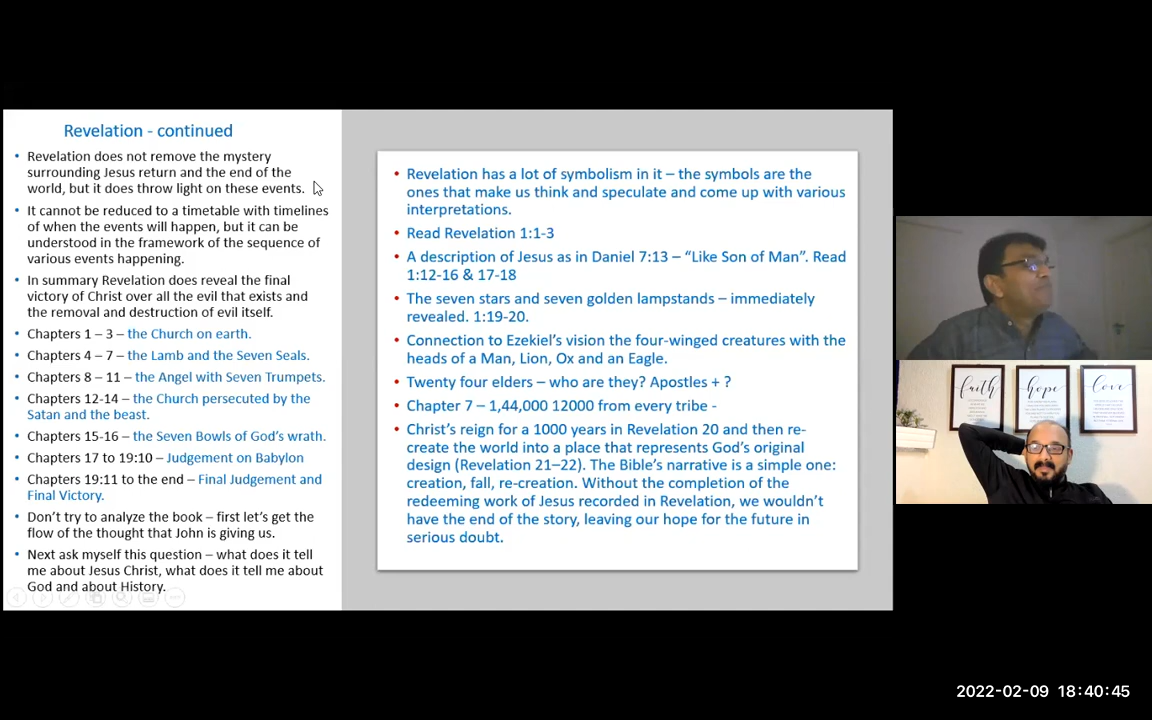 Revelation - continued
• Revelation does not remove the mystery
surrounding Jesus return and the end of the
world, but it does throw light on these events.
• It cannot be reduced to a timetable with timelines
of when the events will happen, but it can be
understood in the framework of the sequence of
various events happening.
• In summary Revelation does reveal the final
victory of Christ over all the evil that exists and
the removal and destruction of evil itself.
• Chapters 1 – 3 – the Church on earth.
• Chapters 4 – 7 – the Lamb and the Seven Seals.
• Chapters 8 – 11 – the Angel with Seven Trumpets.
• Chapters 12-14 – the Church persecuted by the
Satan and the beast.
• Chapters 15-16 – the Seven Bowls of God’s wrath.
• Chapters 17 to 19:10 – Judgement on Babylon
• Chapters 19:11 to the end – Final Judgement and
Final Victory.
• Don’t try to analyze the book – first let’s get the
flow of the thought that John is giving us.
• Next ask myself this question – what does it tell
me about Jesus Christ, what does it tell me about
God and about History.
• Revelation has a lot of symbolism in it – the symbols are the
ones that make us think and speculate and come up with various
interpretations.
• Read Revelation 1:1-3
• A description of Jesus as in Daniel 7:13 – “Like Son of Man”. Read
1:12-16 & 17-18
• The seven stars and seven golden lampstands – immediately
revealed. 1:19-20.
• Connection to Ezekiel’s vision the four-winged creatures with the
heads of a Man, Lion, Ox and an Eagle.
• Twenty four elders – who are they? Apostles + ?
• Chapter 7 – 1,44,000 12000 from every tribe -
• Christ’s reign for a 1000 years in Revelation 20 and then re-
create the world into a place that represents God’s original
design (Revelation 21–22). The Bible’s narrative is a simple one:
creation, fall, re-creation. Without the completion of the
redeeming work of Jesus recorded in Revelation, we wouldn’t
have the end of the story, leaving our hope for the future in
serious doubt.
faith
hope
love
2022-02-09 18:40:45